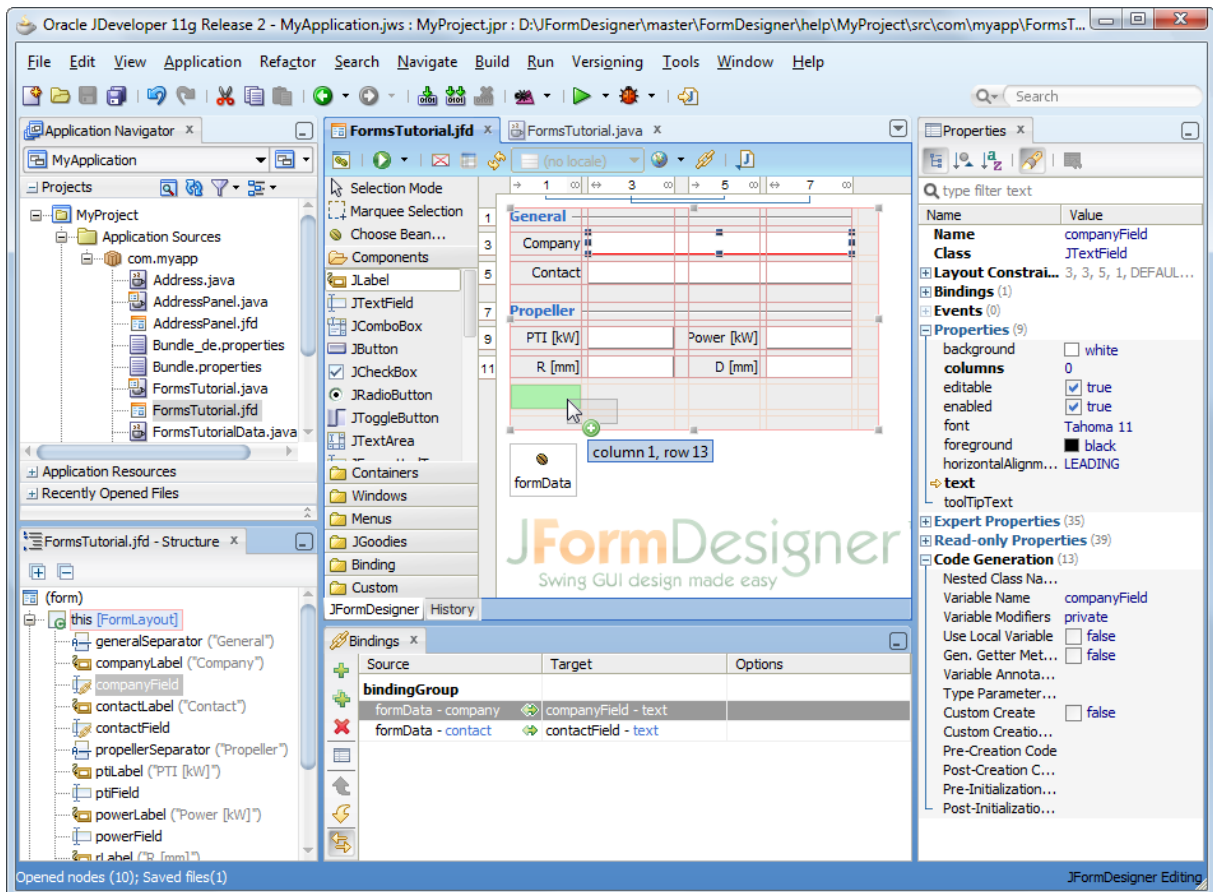 Oracle JDeveloper 11g Release 2 - MyApplication.jws : MyProject.jpr : D:\JFormDesigner\master\FormDesigner\help\MyProject\src\com\myapp\FormsT...
File Edit View Application Refactor Search Navigate Build Run Versioning Tools Window Help
Search
Application Navigator x
MyApplication
Projects
MyProject
Application Sources
com.myapp
Address.java
AddressPanel.java
AddressPanel.jfd
Bundle_de.properties
Bundle.properties
FormsTutorial.java
FormsTutorial.jfd
FormsTutorialData.java
Application Resources
Recently Opened Files
FormsTutorial.jfd - Structure x
(form)
this [FormLayout]
generalSeparator ("General")
companyLabel ("Company")
companyField
contactLabel ("Contact")
contactField
propellerSeparator ("Propeller")
ptiLabel ("PTI [kW]")
ptiField
powerLabel ("Power [kW]")
powerField
rLabel ("R [mm]")
FormsTutorial.jfd x FormsTutorial.java x
(no locale)
Selection Mode
Marquee Selection
Choose Bean...
Components
JLabel
JTextField
JComboBox
JButton
JCheckBox
JRadioButton
JToggleButton
JTextArea
Containers
Windows
Menus
JGoodies
Binding
Custom
1 3 5 7
1 General
3 Company
5 Contact
7 Propeller
9 PTI [kW] Power [kW]
11 R [mm] D [mm]
column 1, row 13
formData
JFormDesigner
Swing GUI design made easy
JFormDesigner History
Bindings x
Source Target Options
bindingGroup
formData - company companyField - text
formData - contact contactField - text
Properties x
type filter text
Name Value
Name companyField
Class JTextField
Layout Constrai... 3, 3, 5, 1, DEFAUL...
Bindings (1)
Events (0)
Properties (9)
background white
columns 0
editable true
enabled true
font Tahoma 11
foreground black
horizontalAlignm... LEADING
text
toolTipText
Expert Properties (35)
Read-only Properties (39)
Code Generation (13)
Nested Class Na...
Variable Name companyField
Variable Modifiers private
Use Local Variable false
Gen. Getter Met... false
Variable Annota...
Type Parameter...
Custom Create false
Custom Creatio...
Pre-Creation Code
Post-Creation C...
Pre-Initialization...
Post-Initializatio...
Opened nodes (10); Saved files(1)
JFormDesigner Editing